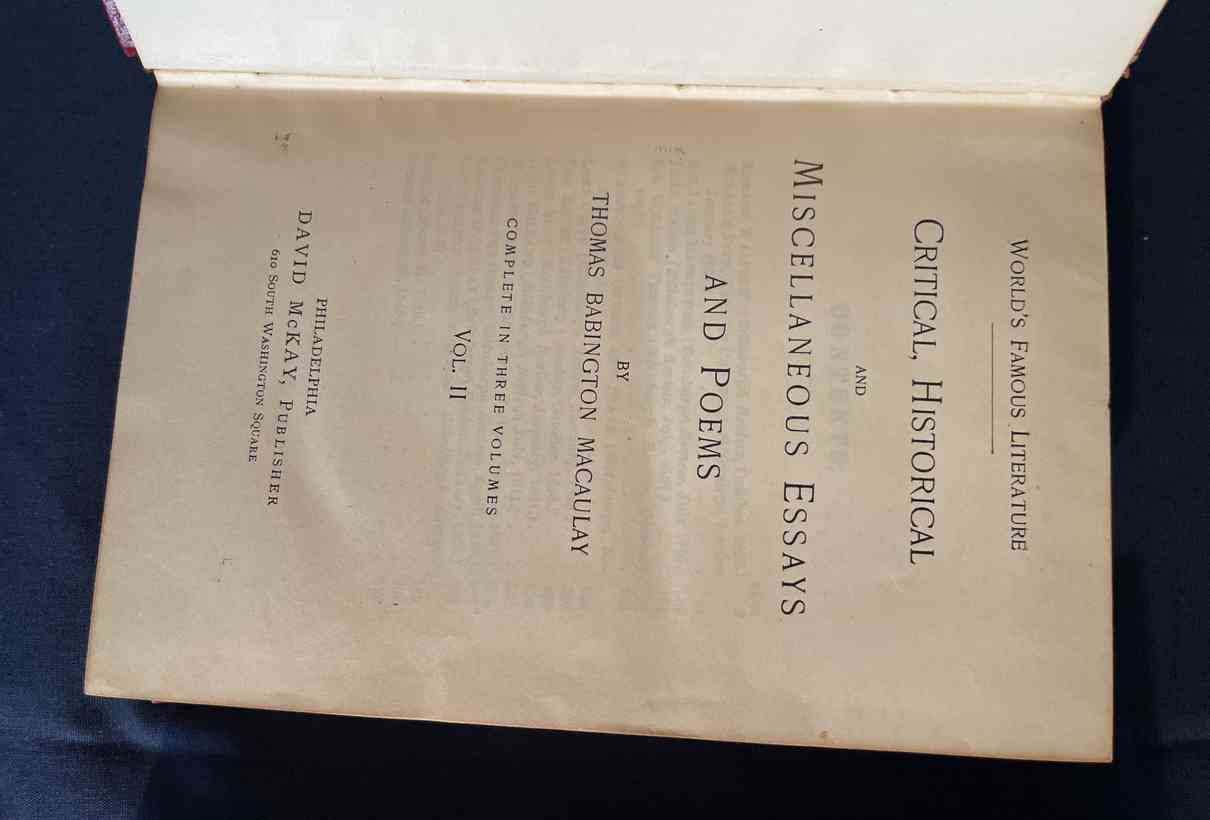 World's Famous Literature
Critical, Historical
and
Miscellaneous Essays
and Poems
BY
THOMAS BABINGTON MACAULAY
COMPLETE IN THREE VOLUMES
Vol. II
PHILADELPHIA
DAVID McKAY, Publisher
610 South Washington Square